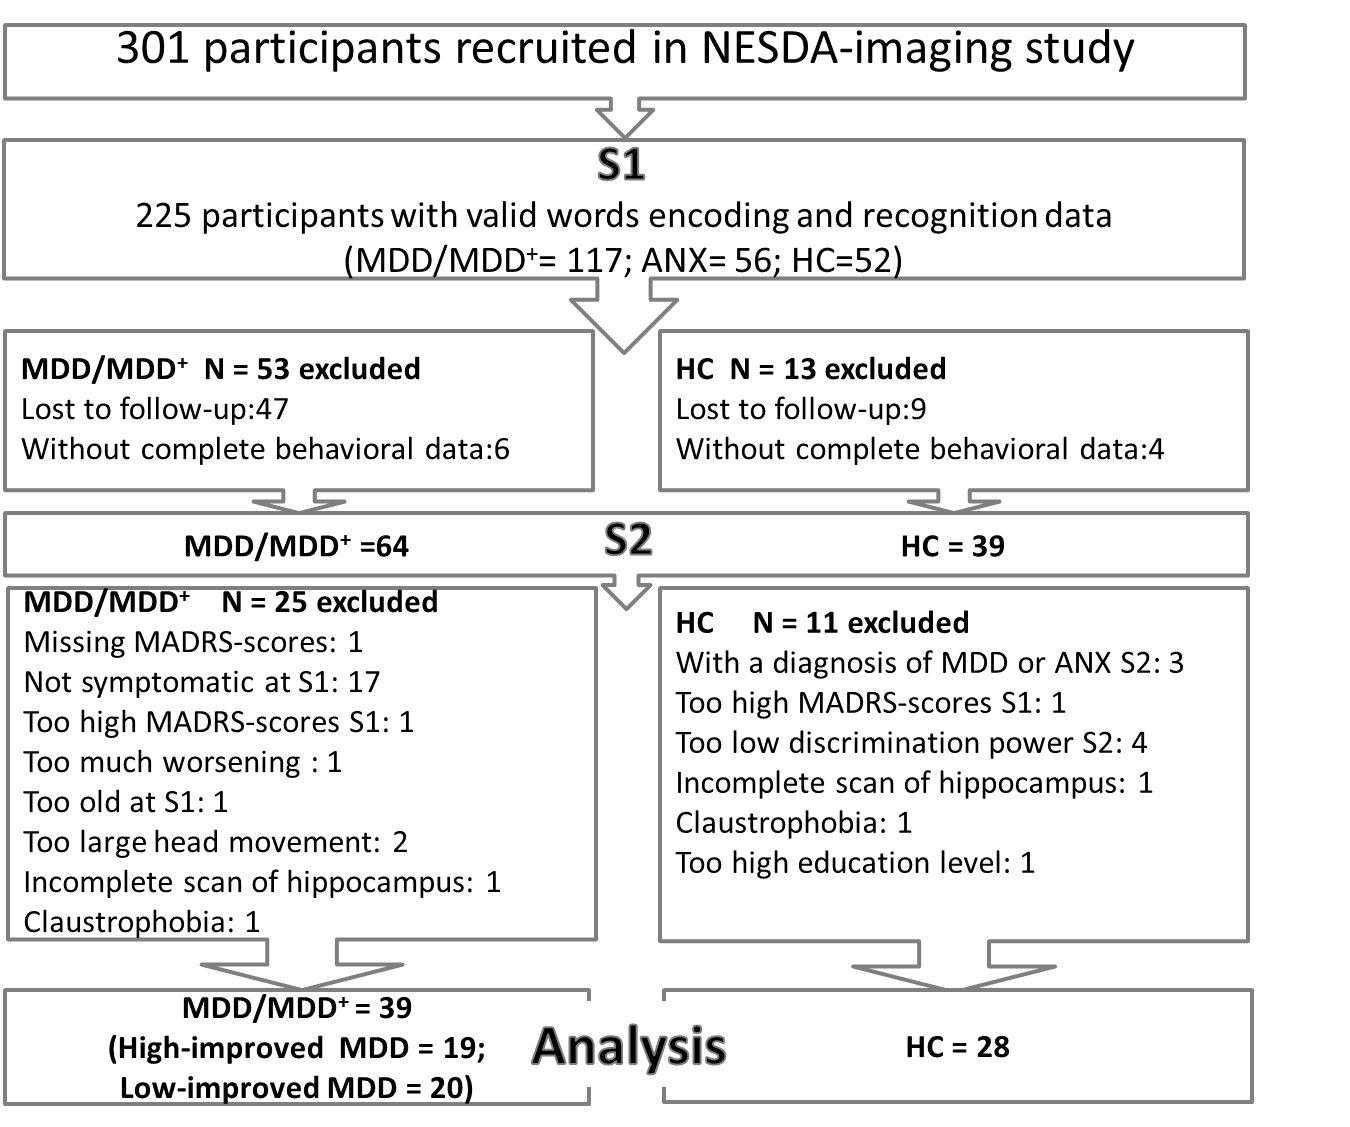 301 participants recruited in NESDA-imaging study
S1
225 participants with valid words encoding and recognition data
(MDD/MDD⁺= 117; ANX= 56; HC=52)
MDD/MDD⁺ N = 53 excluded
Lost to follow-up:47
Without complete behavioral data:6
HC N = 13 excluded
Lost to follow-up:9
Without complete behavioral data:4
MDD/MDD⁺ =64
S2
HC = 39
MDD/MDD⁺ N = 25 excluded
Missing MADRS-scores: 1
Not symptomatic at S1: 17
Too high MADRS-scores S1: 1
Too much worsening : 1
Too old at S1: 1
Too large head movement: 2
Incomplete scan of hippocampus: 1
Claustrophobia: 1
HC N = 11 excluded
With a diagnosis of MDD or ANX S2: 3
Too high MADRS-scores S1: 1
Too low discrimination power S2: 4
Incomplete scan of hippocampus: 1
Claustrophobia: 1
Too high education level: 1
MDD/MDD⁺ = 39
(High-improved MDD = 19;
Low-improved MDD = 20)
Analysis
HC = 28